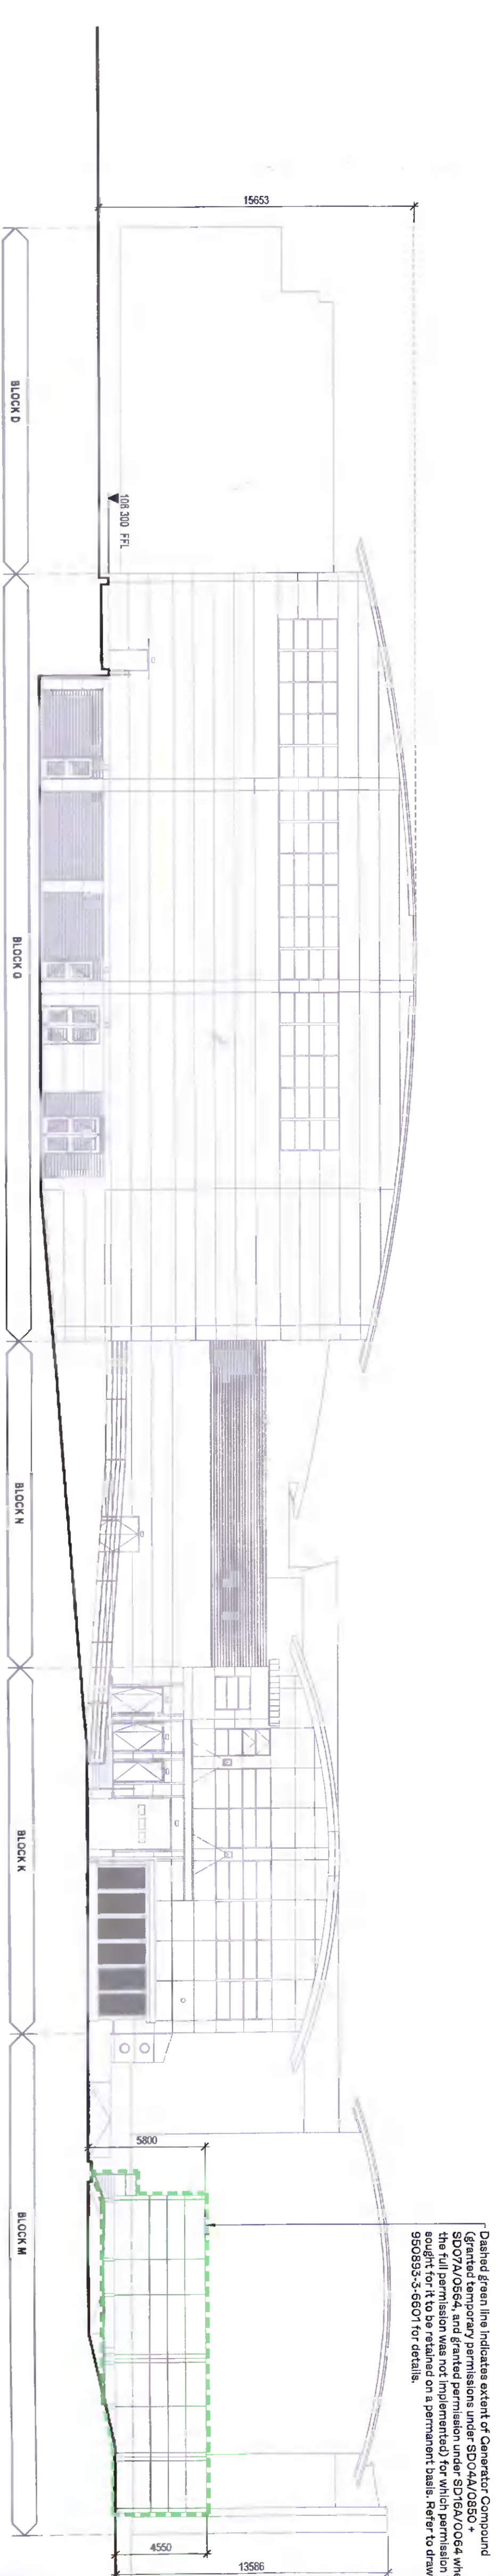 Dashed green line indicates extent of Generator Compound
(granted temporary permissions under SD04A/0850 +
SD07A/0564, and granted permission under SD16A/0064
the full permission was not implemented) for which permission
sought for it to be retained on a permanent basis. Refer to
950893-3-6601 for details.
15653
108 300 FFL
5800
4550
13586
BLOCK D
BLOCK G
BLOCK N
BLOCK K
BLOCK M